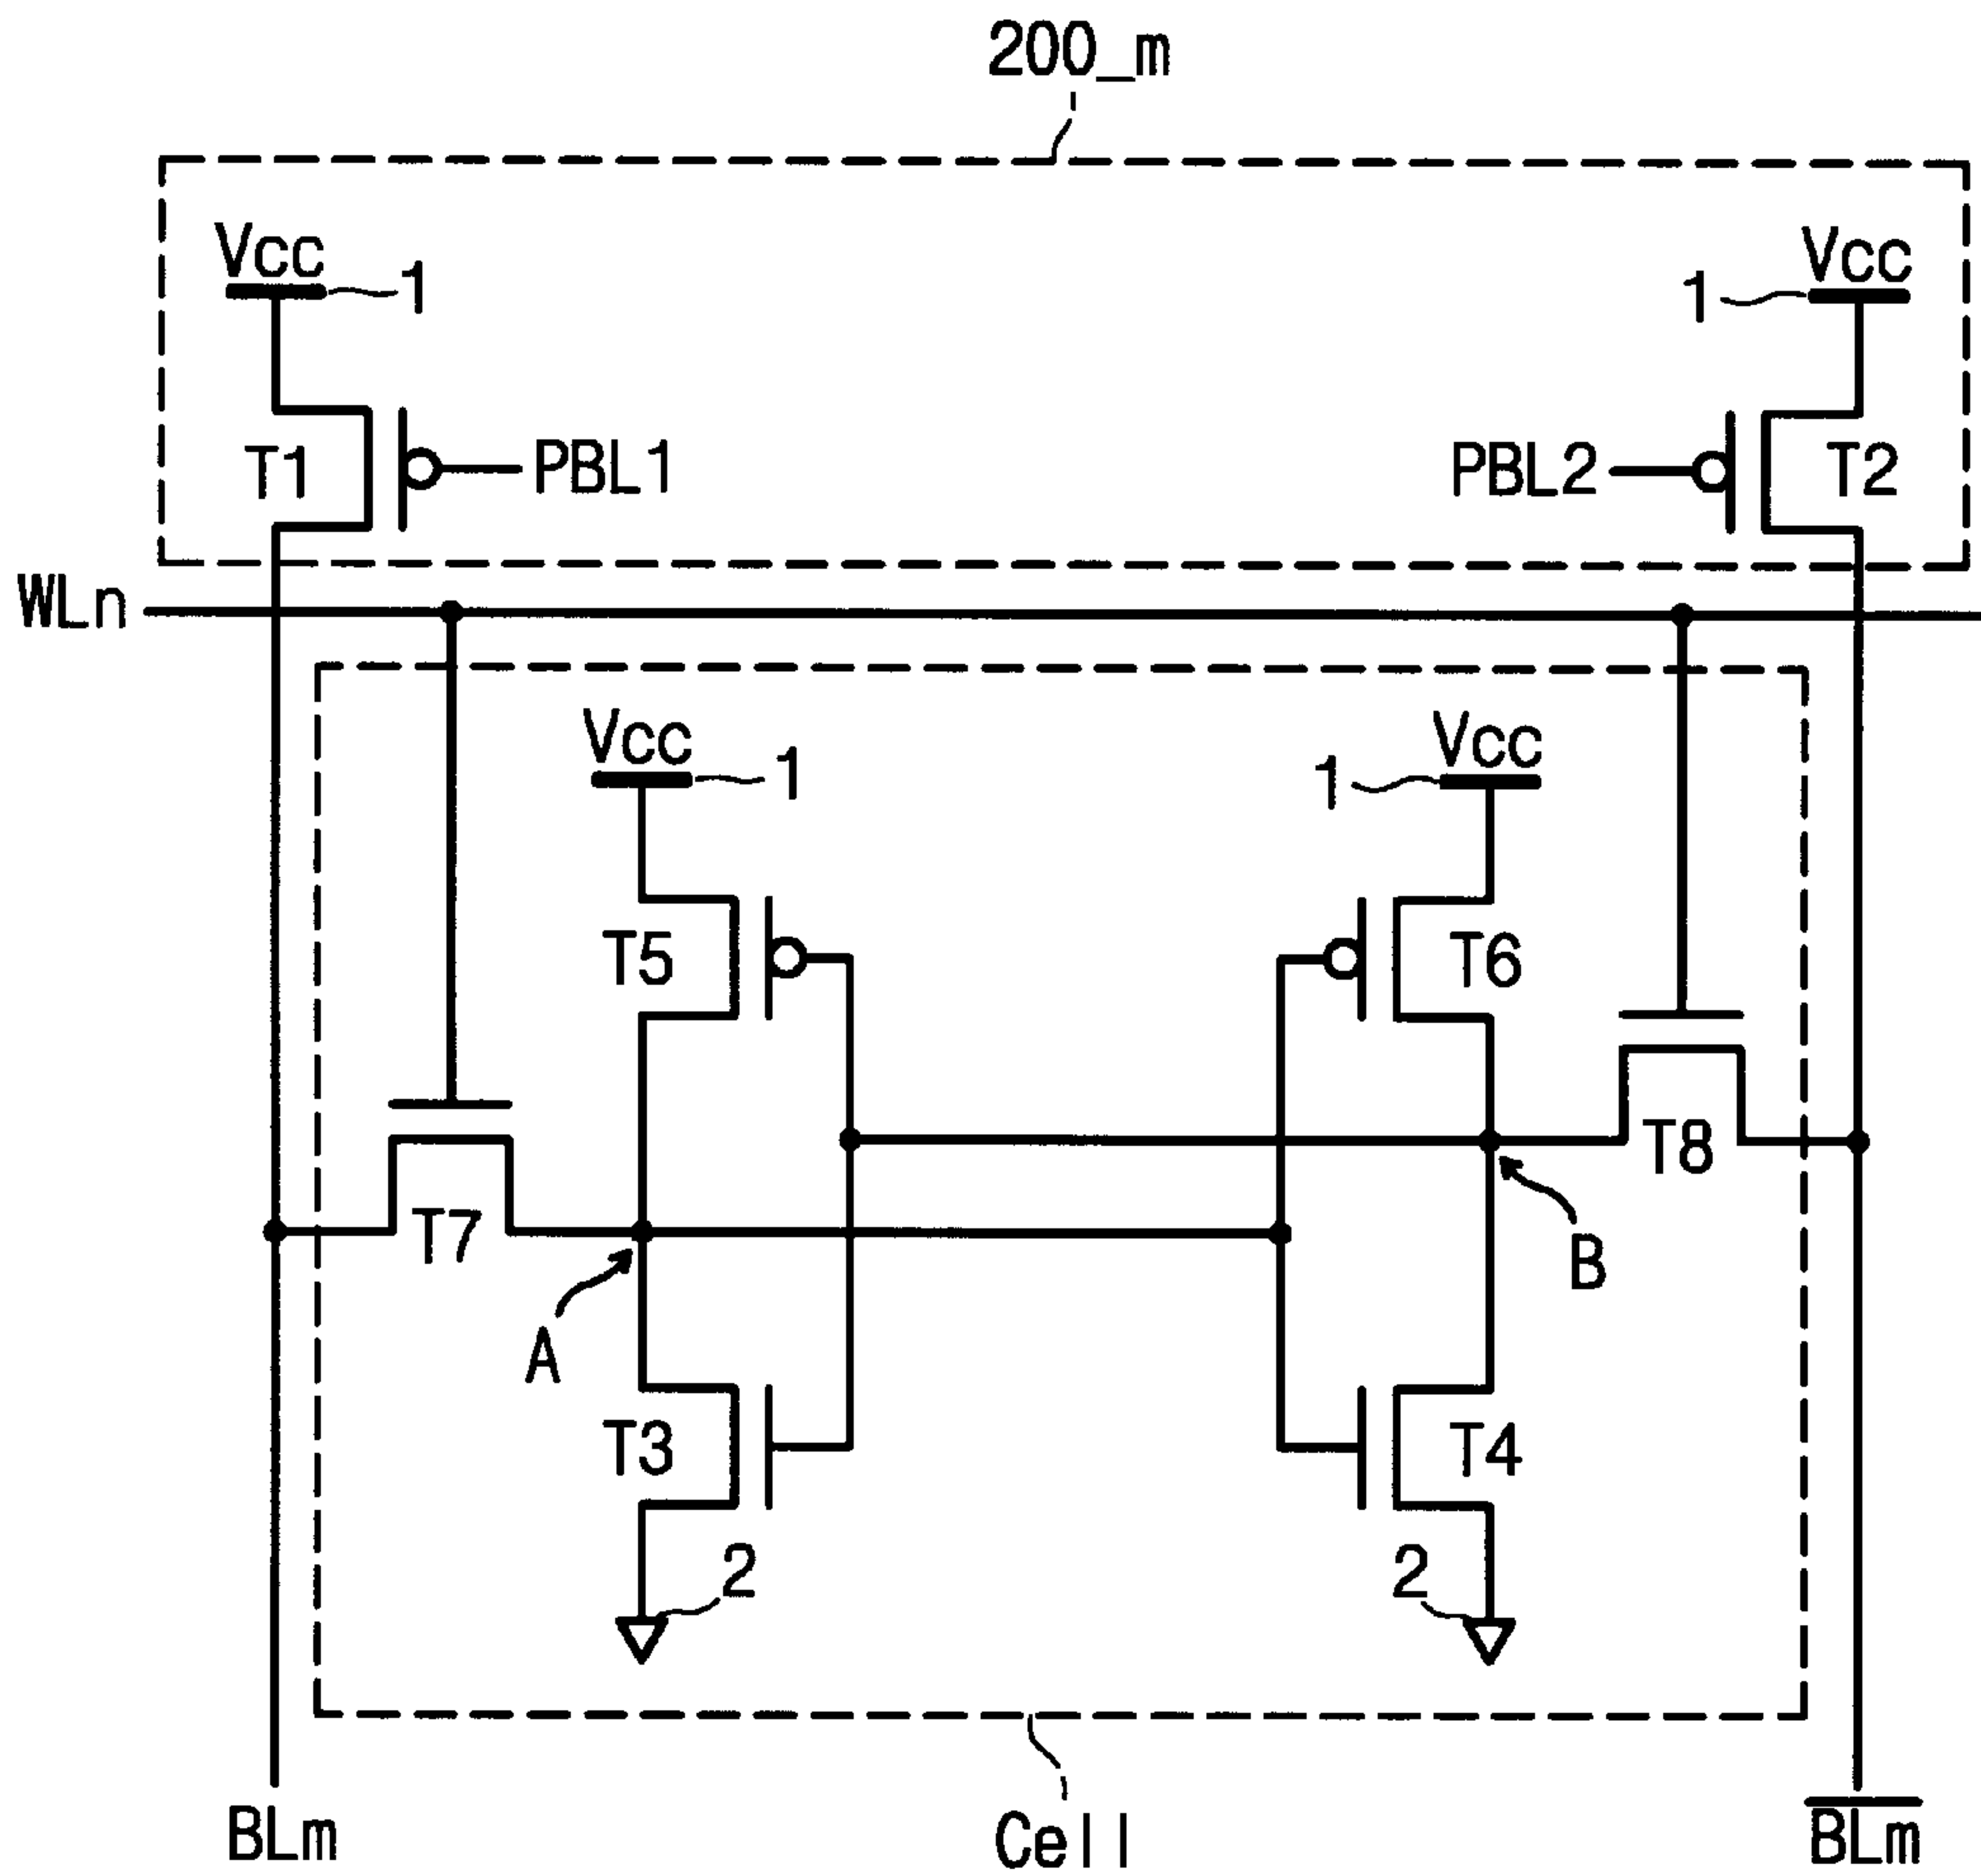 200_m
Vcc
1
1
Vcc
T1
PBL1
PBL2
T2
WLn
Vcc
1
1
Vcc
T5
T6
T7
T8
A
B
T3
T4
2
2
BLm
Cell
B̅L̅m̅